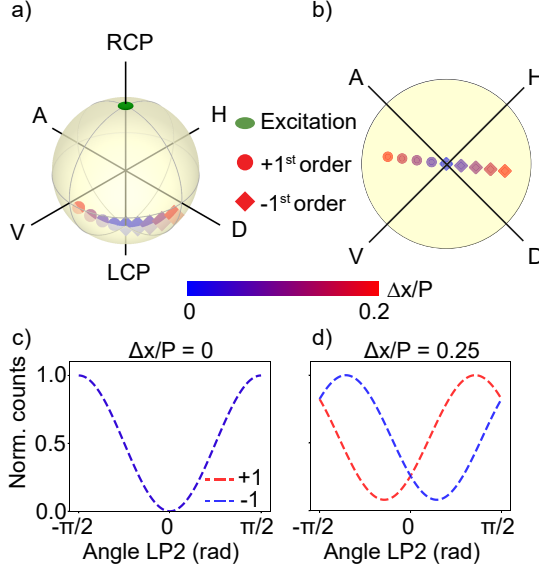 a)
RCP
A
H
V
D
LCP
Excitation
+1st order
-1st order
b)
A
H
V
D
Δx/P
0
0.2
c)
Δx/P = 0
Norm. counts
1.0
0.5
0.0
+1
-1
-π/2
0
π/2
Angle LP2 (rad)
d)
Δx/P = 0.25
-π/2
0
π/2
Angle LP2 (rad)